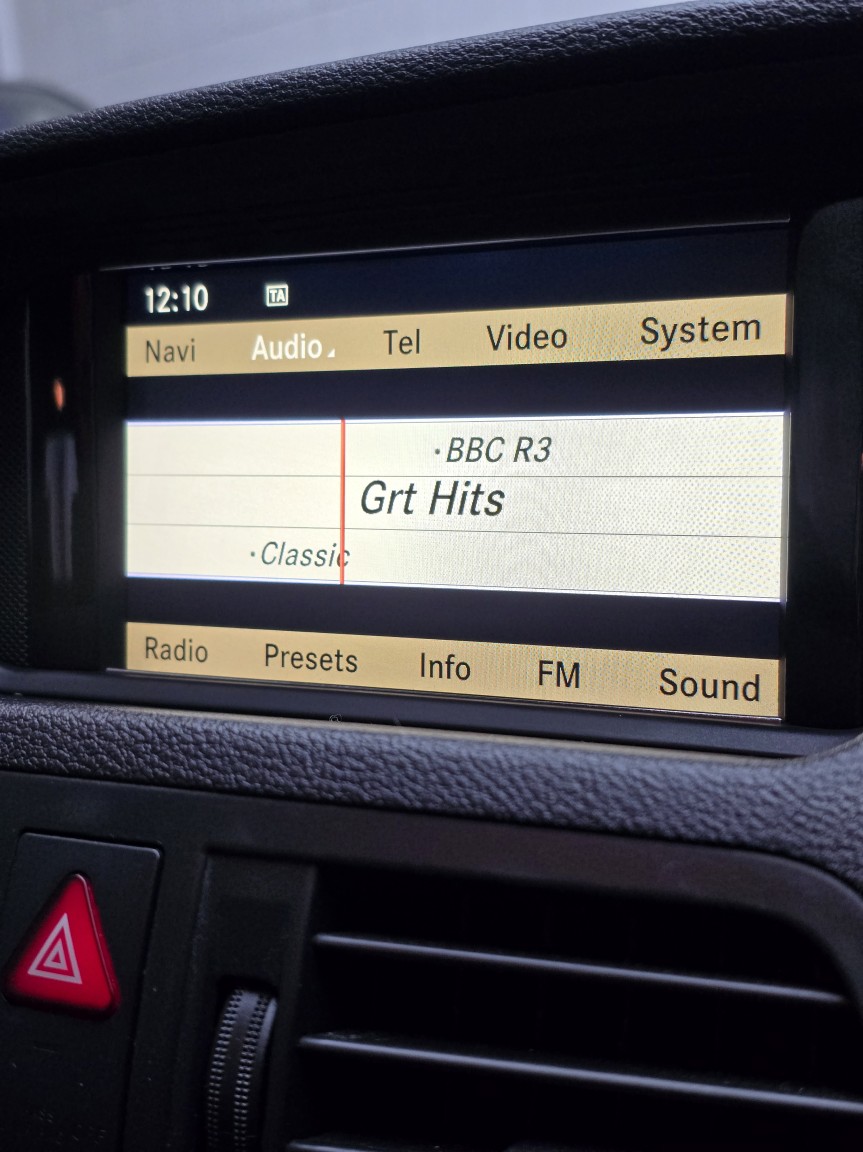 12:10 TA
Navi Audio Tel Video System
·BBC R3
Grt Hits
·Classic
Radio Presets Info FM Sound